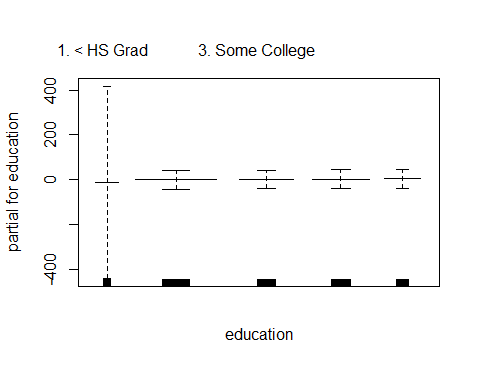 1. < HS Grad 3. Some College
400
200
0
-400
partial for education
education